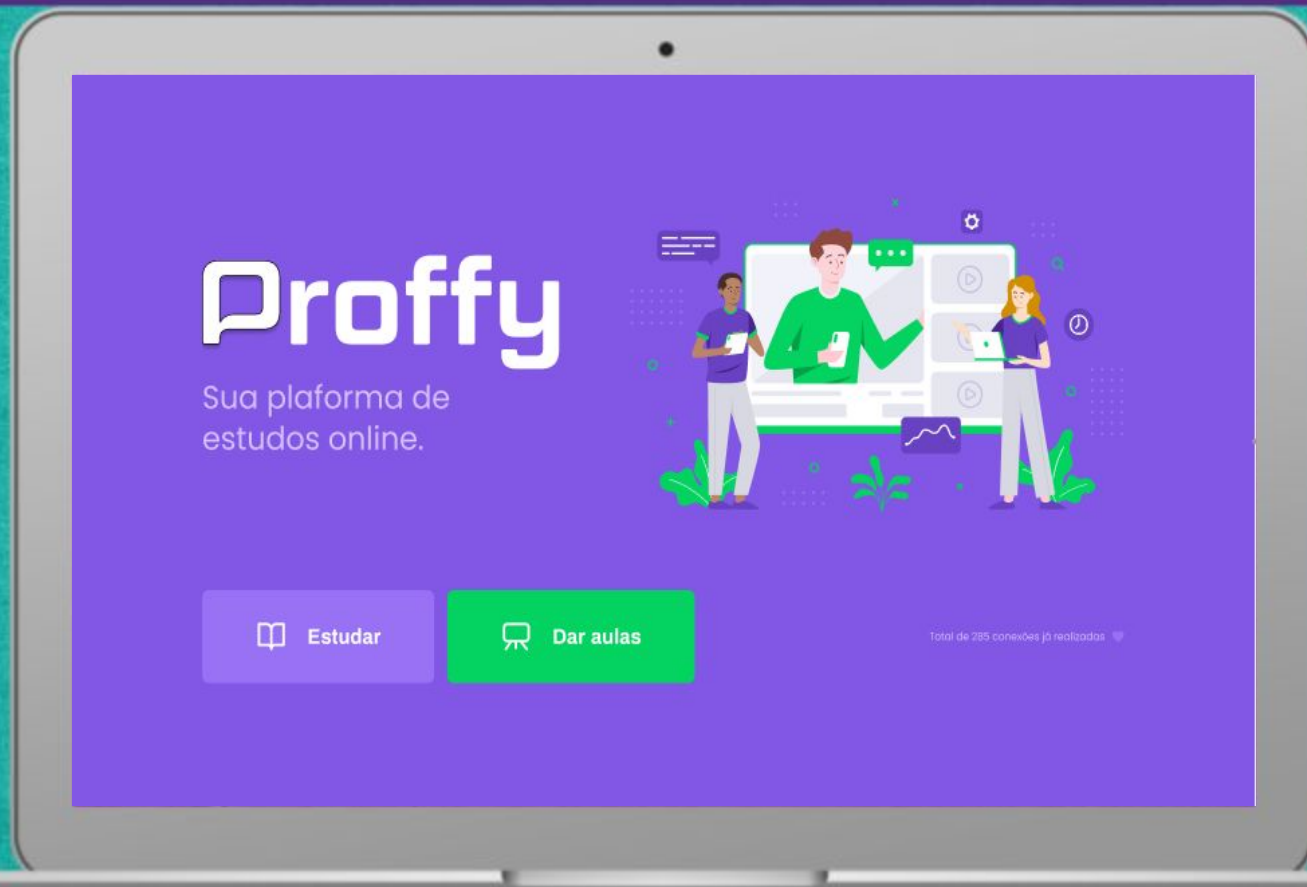 Proffy
Sua plaforma de
estudos online.
Estudar
Dar aulas
Total de 285 conexões já realizadas